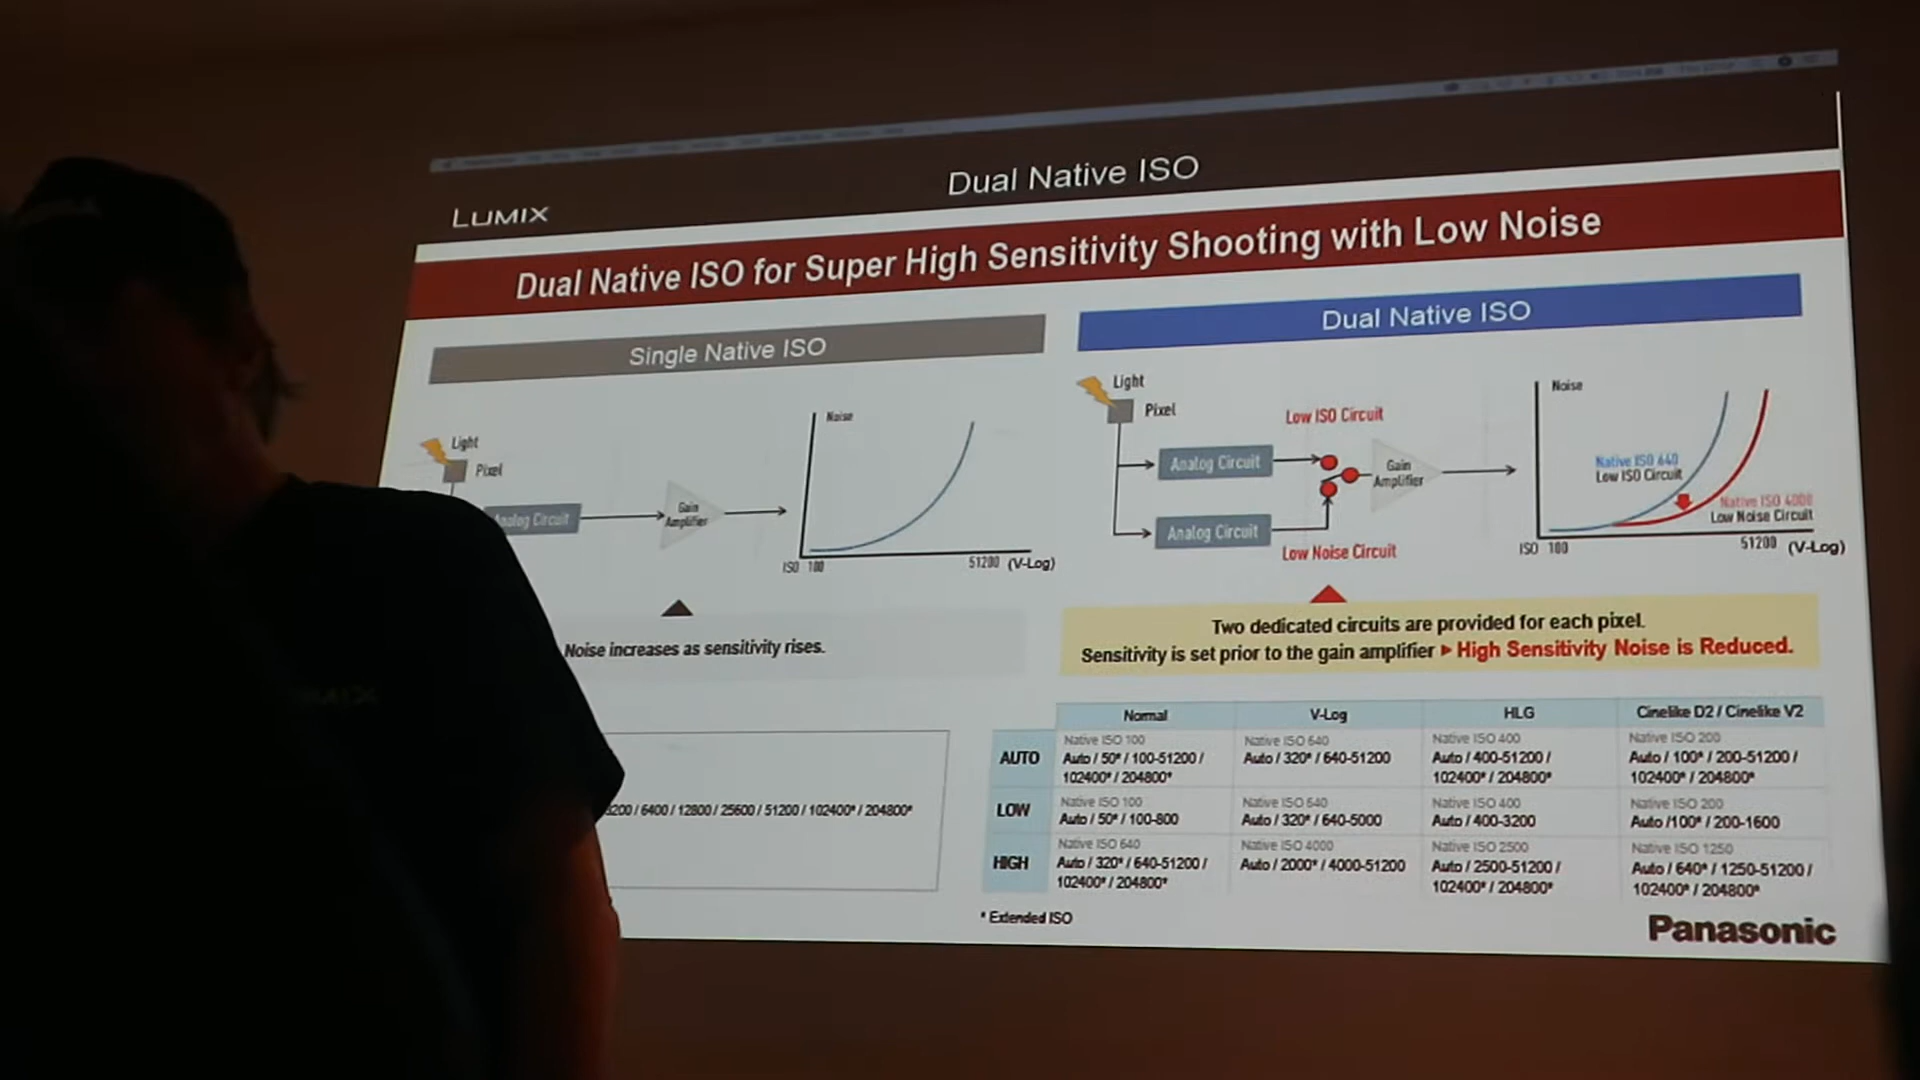 Dual Native ISO
LUMIX
Dual Native ISO for Super High Sensitivity Shooting with Low Noise
Single Native ISO
Light
Pixel
Analog Circuit
Gain
Amplifier
Noise
ISO 100
51200 (V-Log)
Noise increases as sensitivity rises.
/ 6400 / 12800 / 25600 / 51200 / 102400* / 204800*
Dual Native ISO
Light
Pixel
Low ISO Circuit
Analog Circuit
Gain
Amplifier
Analog Circuit
Low Noise Circuit
Noise
Native ISO 640
Low ISO Circuit
Native ISO 4000
Low Noise Circuit
ISO 100
51200 (V-Log)
Two dedicated circuits are provided for each pixel.
Sensitivity is set prior to the gain amplifier ▶ High Sensitivity Noise is Reduced.
Normal V-Log HLG Cinelike D2 / Cinelike V2
AUTO
Native ISO 100
Auto / 50* / 100-51200 /
102400* / 204800*
Native ISO 640
Auto / 320* / 640-51200
Native ISO 400
Auto / 400-51200 /
102400* / 204800*
Native ISO 200
Auto / 100* / 200-51200 /
102400* / 204800*
LOW
Native ISO 100
Auto / 50* / 100-800
Native ISO 640
Auto / 320* / 640-5000
Native ISO 400
Auto / 400-3200
Native ISO 200
Auto /100* / 200-1600
HIGH
Native ISO 640
Auto / 320* / 640-51200 /
102400* / 204800*
Native ISO 4000
Auto / 2000* / 4000-51200
Native ISO 2500
Auto / 2500-51200 /
102400* / 204800*
Native ISO 1250
Auto / 640* / 1250-51200 /
102400* / 204800*
* Extended ISO
Panasonic